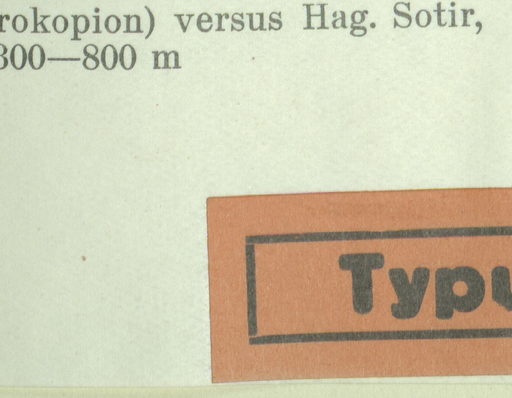 rokopion) versus Hag. Sotir,
300—800 m
Typu